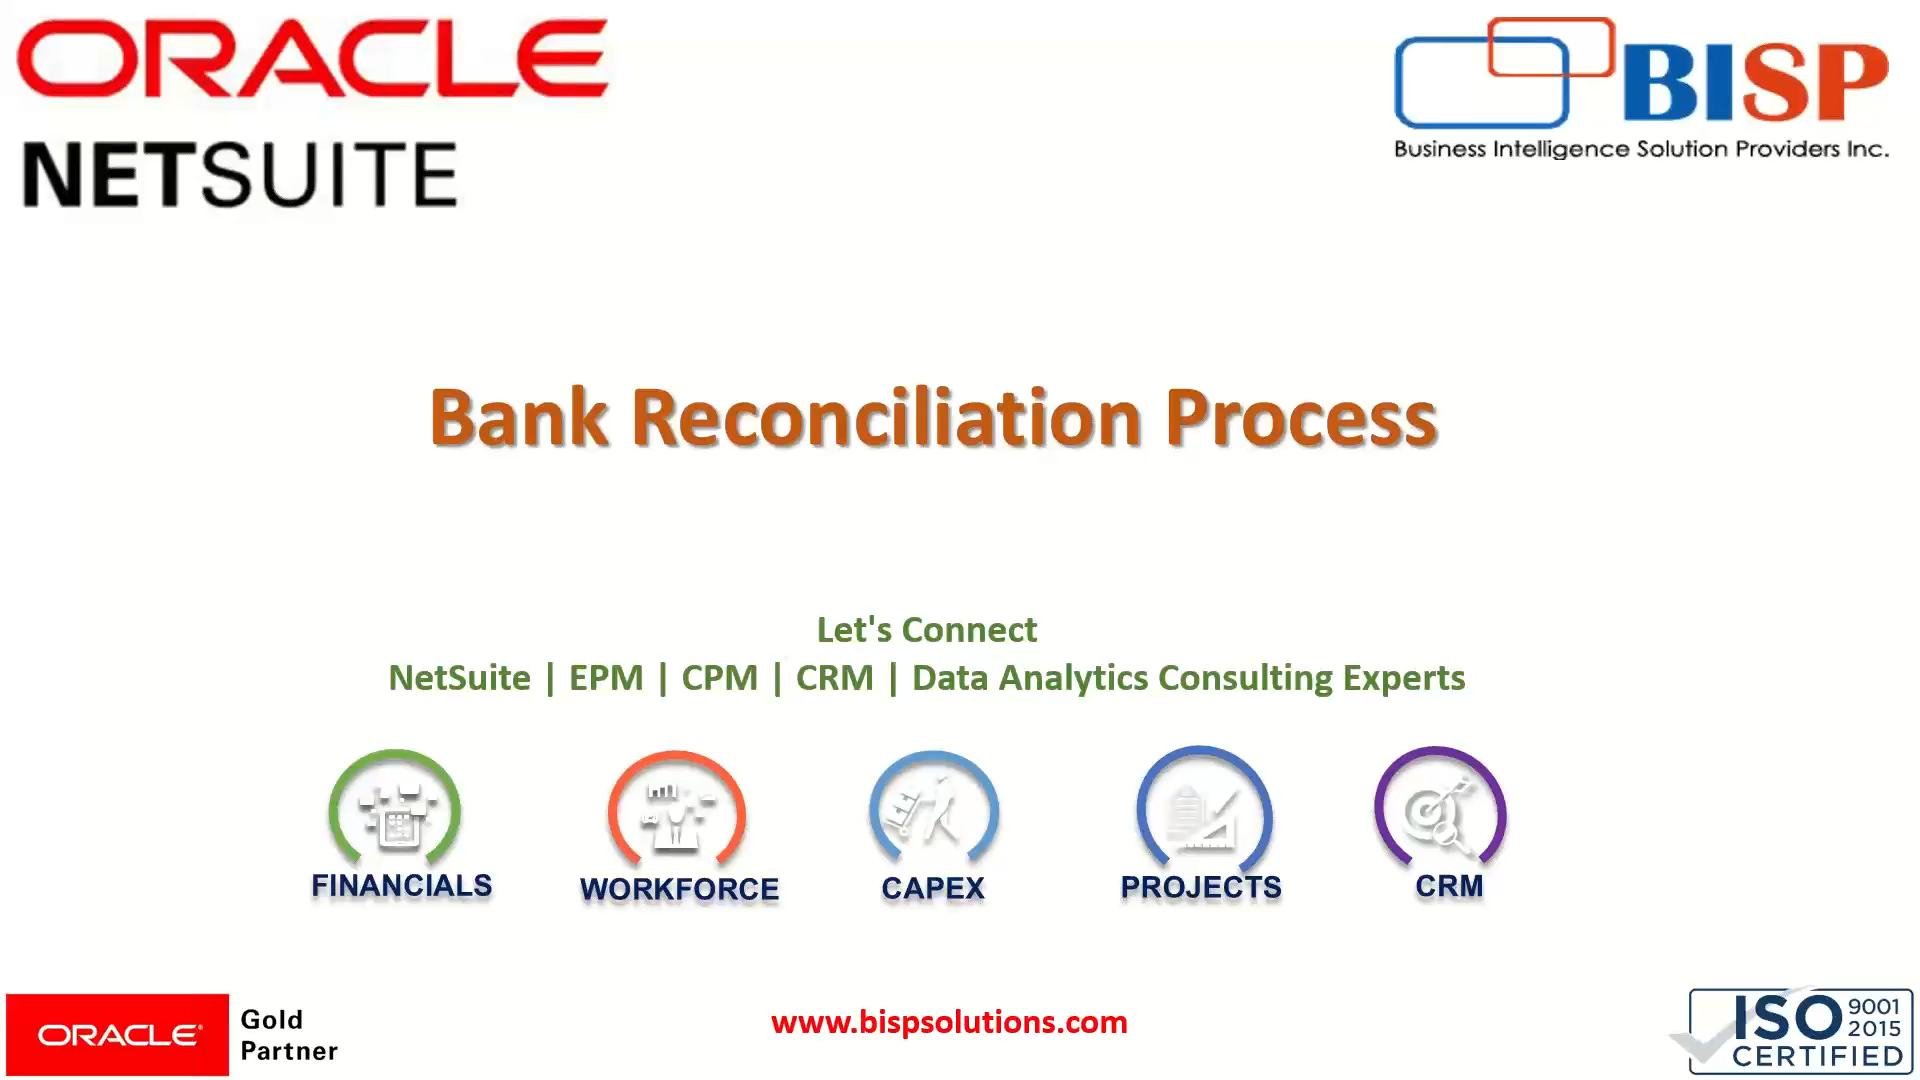 ORACLE
NETSUITE
BISP
Business Intelligence Solution Providers Inc.
Bank Reconciliation Process
Let's Connect
NetSuite | EPM | CPM | CRM | Data Analytics Consulting Experts
FINANCIALS
WORKFORCE
CAPEX
PROJECTS
CRM
ORACLE®
Gold
Partner
www.bispsolutions.com
ISO 9001
2015
CERTIFIED